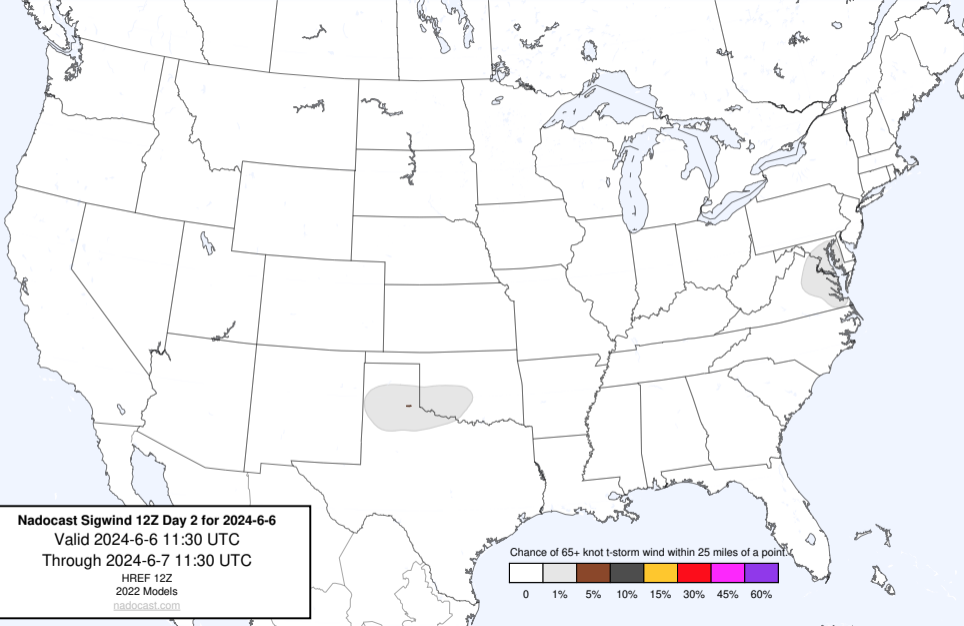 Nadocast Sigwind 12Z Day 2 for 2024-6-6
Valid 2024-6-6 11:30 UTC
Through 2024-6-7 11:30 UTC
HREF 12Z
2022 Models
nadocast.com
Chance of 65+ knot t-storm wind within 25 miles of a point.
0 1% 5% 10% 15% 30% 45% 60%